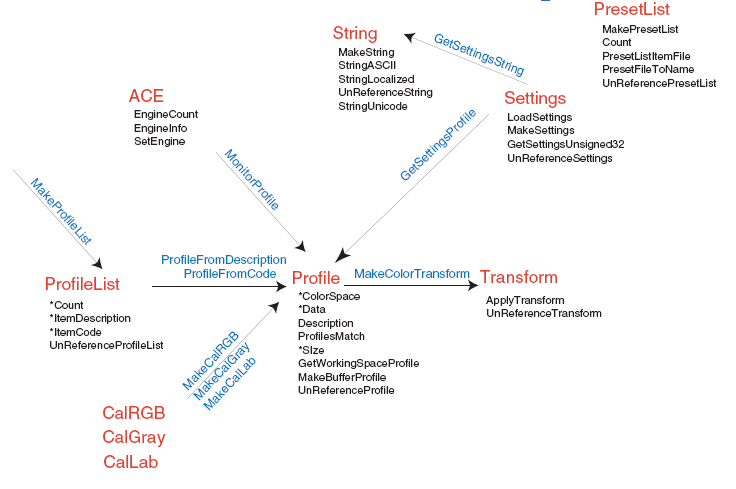 PresetList
MakePresetList
Count
PresetListItemFile
PresetFileToName
UnReferencePresetList
String
MakeString
StringASCII
StringLocalized
UnReferenceString
StringUnicode
GetSettingsString
Settings
LoadSettings
MakeSettings
GetSettingsUnsigned32
UnReferenceSettings
ACE
EngineCount
EngineInfo
SetEngine
MonitorProfile
GetSettingsProfile
MakeProfileList
ProfileList
*Count
*ItemDescription
*ItemCode
UnReferenceProfileList
ProfileFromDescription
ProfileFromCode
Profile
*ColorSpace
*Data
Description
ProfilesMatch
*SIze
GetWorkingSpaceProfile
MakeBufferProfile
UnReferenceProfile
MakeColorTransform
Transform
ApplyTransform
UnReferenceTransform
MakeCalRGB
MakeCalGray
MakeCalLab
CalRGB
CalGray
CalLab